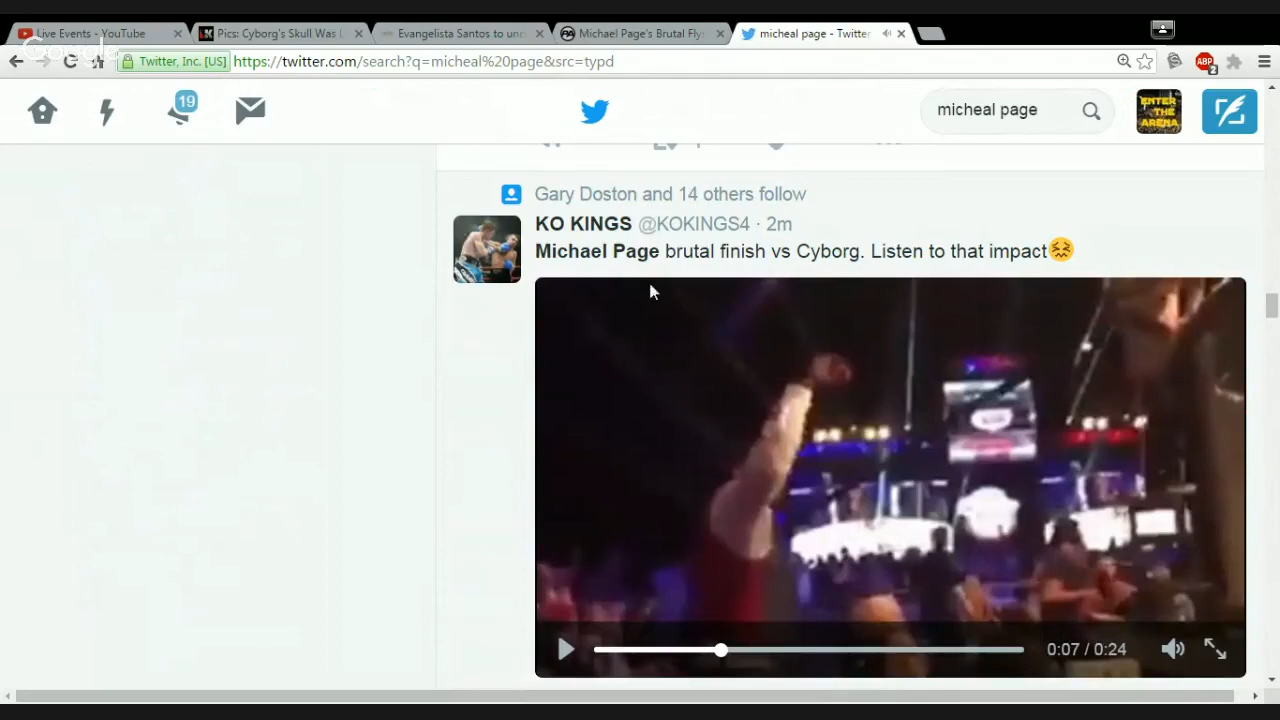 Live Events - YouTube
Pics: Cyborg's Skull Was
Evangelista Santos to un
Michael Page's Brutal Fly
micheal page - Twitter
Twitter, Inc. [US]
https://twitter.com/search?q=micheal%20page&src=typd
ABP
2
19
micheal page
ENTER
THE
ARENA
Gary Doston and 14 others follow
KO KINGS @KOKINGS4 · 2m
Michael Page brutal finish vs Cyborg. Listen to that impact😖
0:07 / 0:24